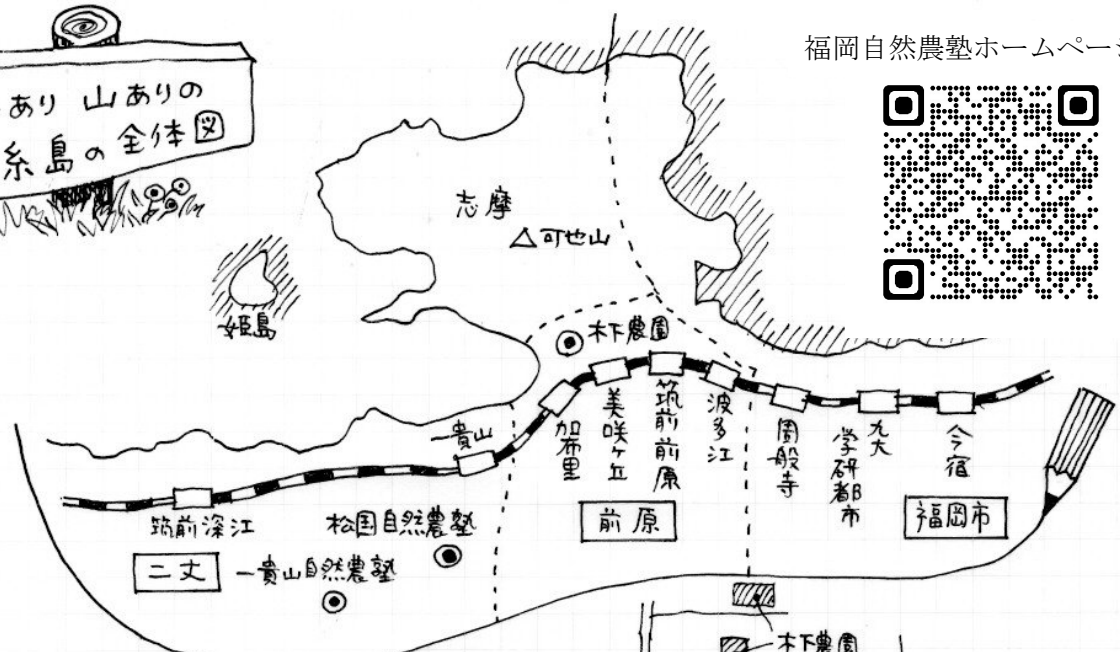 あり 山ありの
糸島の全体図
福岡自然農塾ホームペー
志摩
可也山
姫島
木下農園
一貴山
加布里
美咲ヶ丘
筑前前原
波多江
周船寺
九大
学研都市
今宿
筑前深江
松国自然農塾
前原
福岡市
二丈
一貴山自然農塾
木下農園